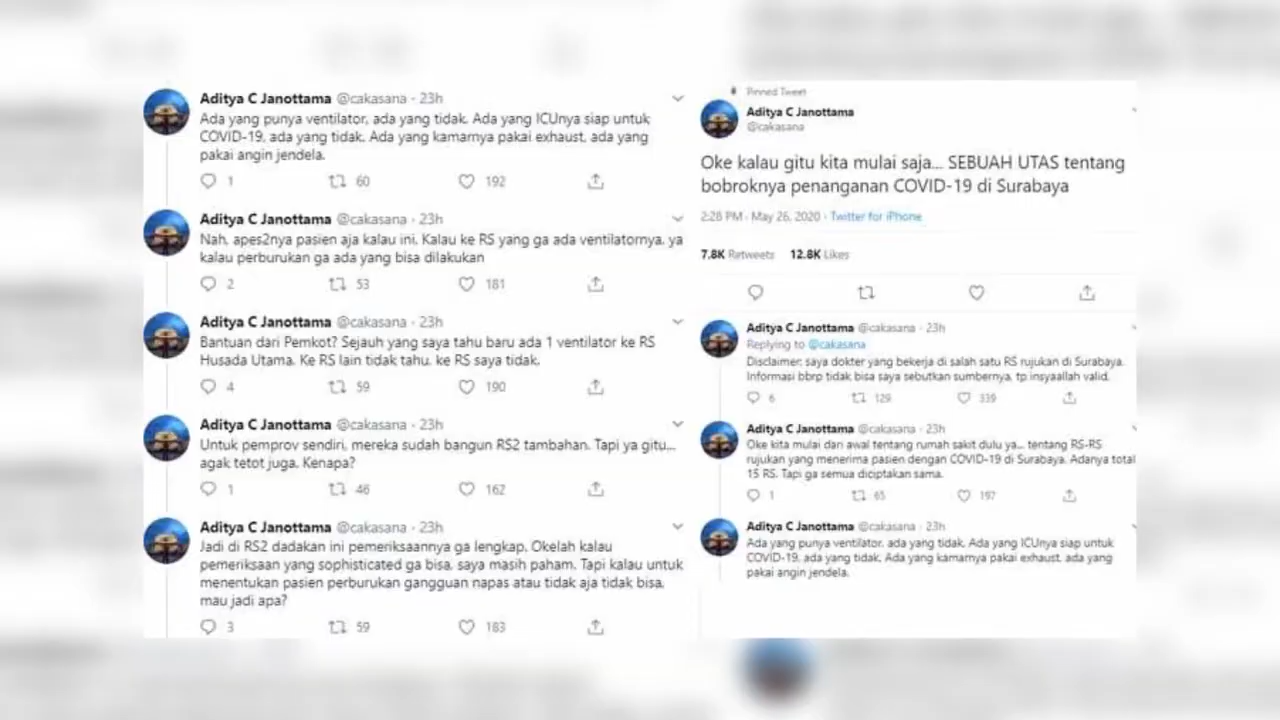 Aditya C Janottama @cakasana · 23h
Ada yang punya ventilator, ada yang tidak. Ada yang ICUnya siap untuk
COVID-19, ada yang tidak. Ada yang kamarnya pakai exhaust, ada yang
pakai angin jendela.
1 60 192
Aditya C Janottama @cakasana · 23h
Nah, apes2nya pasien aja kalau ini. Kalau ke RS yang ga ada ventilatornya, ya
kalau perburukan ga ada yang bisa dilakukan
2 53 181
Aditya C Janottama @cakasana · 23h
Bantuan dari Pemkot? Sejauh yang saya tahu baru ada 1 ventilator ke RS
Husada Utama. Ke RS lain tidak tahu, ke RS saya tidak.
4 59 190
Aditya C Janottama @cakasana · 23h
Untuk pemprov sendiri, mereka sudah bangun RS2 tambahan. Tapi ya gitu...
agak tetot juga. Kenapa?
1 46 162
Aditya C Janottama @cakasana · 23h
Jadi di RS2 dadakan ini pemeriksaannya ga lengkap. Okelah kalau
pemeriksaan yang sophisticated ga bisa, saya masih paham. Tapi kalau untuk
menentukan pasien perburukan gangguan napas atau tidak aja tidak bisa,
mau jadi apa?
3 59 183
Pinned Tweet
Aditya C Janottama
@cakasana
Oke kalau gitu kita mulai saja... SEBUAH UTAS tentang
bobroknya penanganan COVID-19 di Surabaya
2:28 PM · May 26, 2020 · Twitter for iPhone
7.8K Retweets 12.8K Likes
Aditya C Janottama @cakasana · 23h
Replying to @cakasana
Disclaimer: saya dokter yang bekerja di salah satu RS rujukan di Surabaya.
Informasi bbrp tidak bisa saya sebutkan sumbernya, tp insyaallah valid.
6 129 339
Aditya C Janottama @cakasana · 23h
Oke kita mulai dari awal tentang rumah sakit dulu ya... tentang RS-RS
rujukan yang menerima pasien dengan COVID-19 di Surabaya. Adanya total
15 RS. Tapi ga semua diciptakan sama.
1 65 197
Aditya C Janottama @cakasana · 23h
Ada yang punya ventilator, ada yang tidak. Ada yang ICUnya siap untuk
COVID-19, ada yang tidak. Ada yang kamarnya pakai exhaust, ada yang
pakai angin jendela.